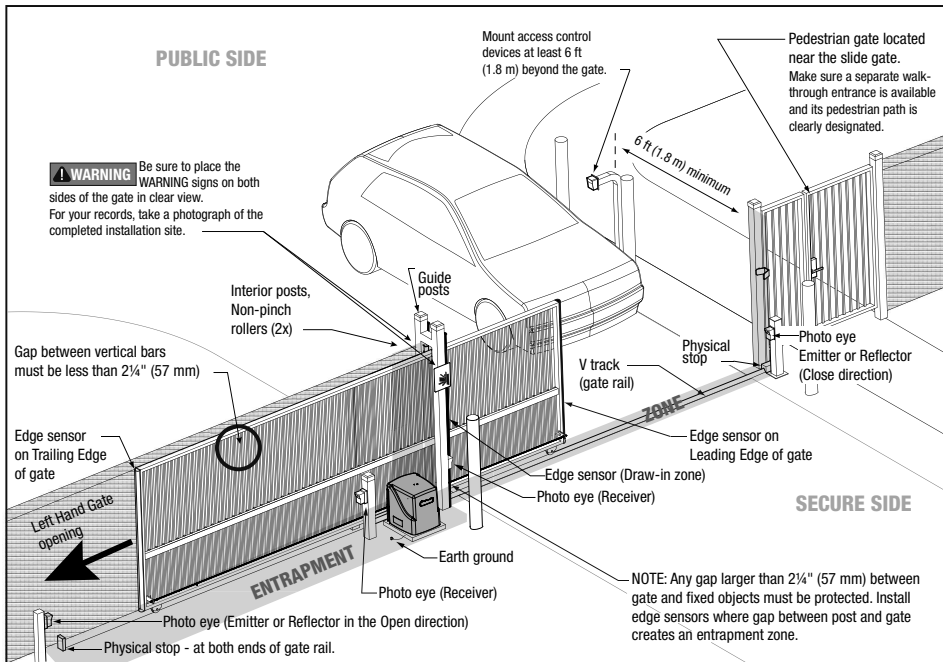 PUBLIC SIDE
Mount access control
devices at least 6 ft
(1.8 m) beyond the gate.
Pedestrian gate located
near the slide gate.
Make sure a separate walk-
through entrance is available
and its pedestrian path is
clearly designated.
6 ft (1.8 m) minimum
WARNING Be sure to place the
WARNING signs on both
sides of the gate in clear view.
For your records, take a photograph of the
completed installation site.
Guide
posts
Interior posts,
Non-pinch
rollers (2x)
Gap between vertical bars
must be less than 2¼" (57 mm)
Physical
stop
Photo eye
Emitter or Reflector
(Close direction)
V track
(gate rail)
ZONE
Edge sensor
on Trailing Edge
of gate
Edge sensor on
Leading Edge of gate
Edge sensor (Draw-in zone)
Photo eye (Receiver)
SECURE SIDE
Left Hand Gate
opening
Earth ground
ENTRAPMENT
Photo eye (Receiver)
NOTE: Any gap larger than 2¼" (57 mm) between
gate and fixed objects must be protected. Install
edge sensors where gap between post and gate
creates an entrapment zone.
Photo eye (Emitter or Reflector in the Open direction)
Physical stop - at both ends of gate rail.